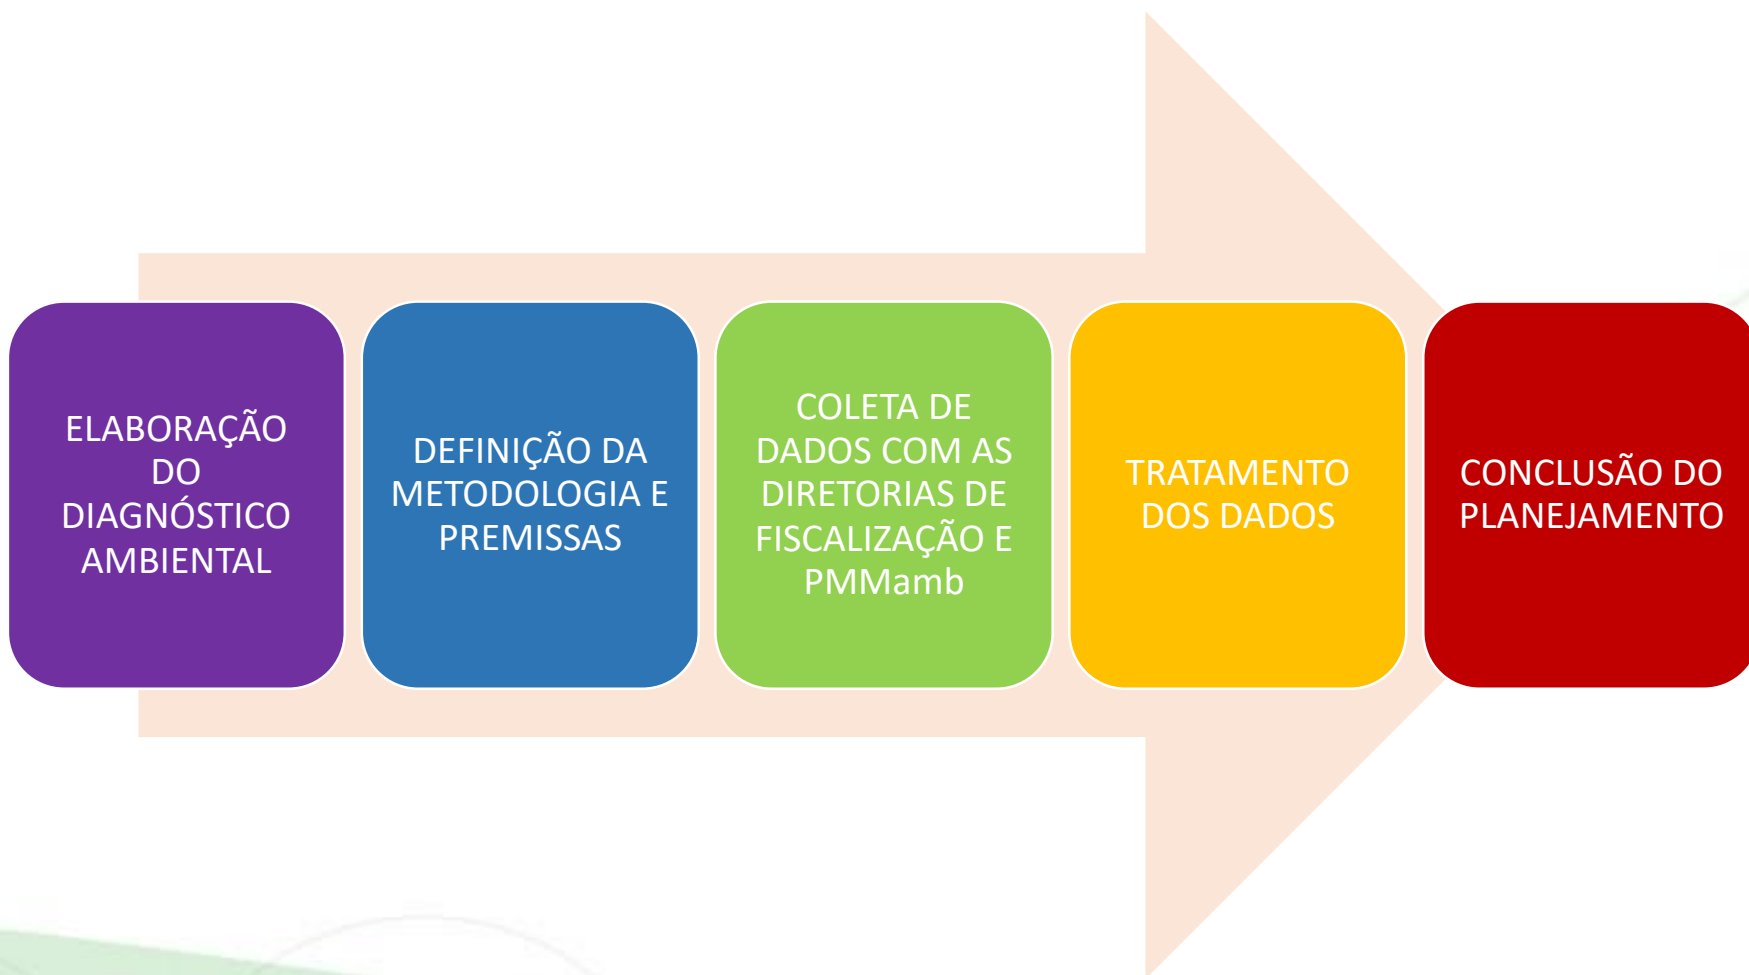 ELABORAÇÃO
DO
DIAGNÓSTICO
AMBIENTAL
DEFINIÇÃO DA
METODOLOGIA E
PREMISSAS
COLETA DE
DADOS COM AS
DIRETORIAS DE
FISCALIZAÇÃO E
PMMamb
TRATAMENTO
DOS DADOS
CONCLUSÃO DO
PLANEJAMENTO